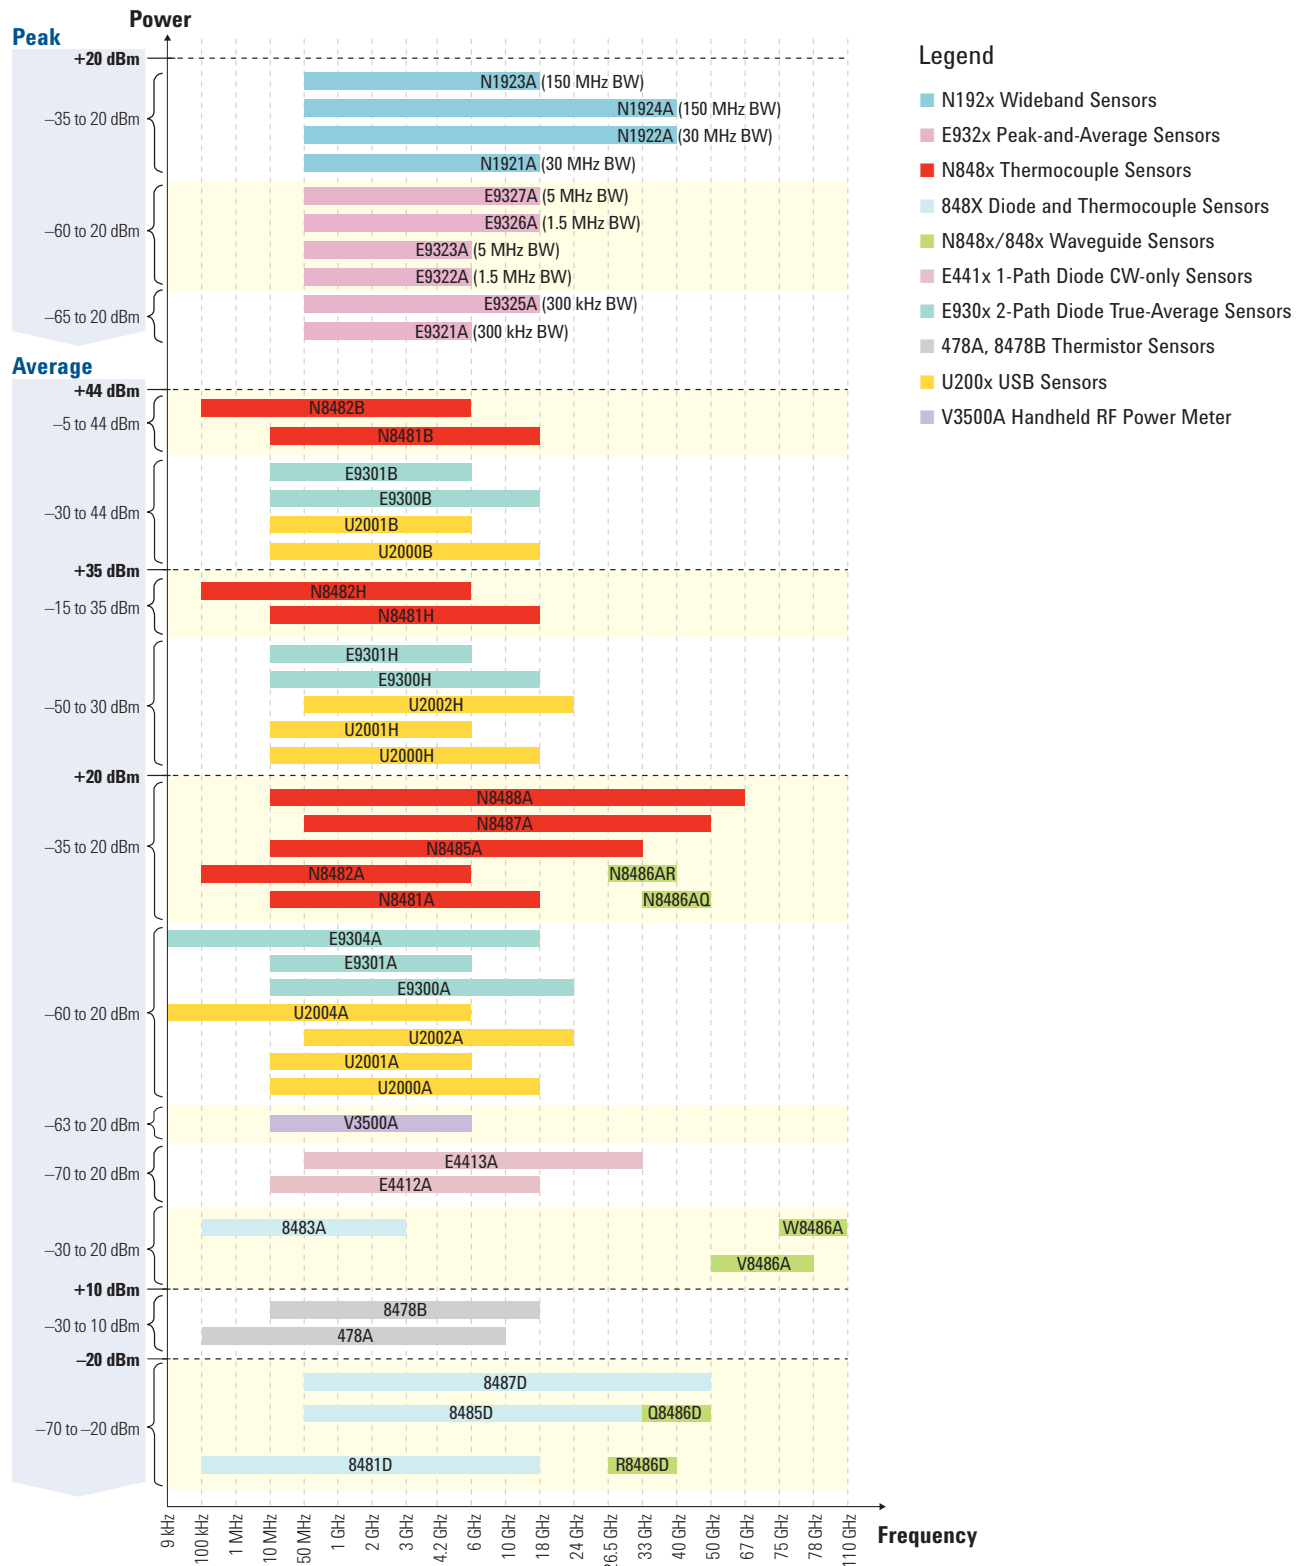 Power
Peak
+20 dBm
N1923A (150 MHz BW)
N1924A (150 MHz BW)
–35 to 20 dBm
N1922A (30 MHz BW)
N1921A (30 MHz BW)
E9327A (5 MHz BW)
E9326A (1.5 MHz BW)
–60 to 20 dBm
E9323A (5 MHz BW)
E9322A (1.5 MHz BW)
E9325A (300 kHz BW)
–65 to 20 dBm
E9321A (300 kHz BW)
Average
+44 dBm
N8482B
–5 to 44 dBm
N8481B
E9301B
E9300B
–30 to 44 dBm
U2001B
U2000B
+35 dBm
N8482H
–15 to 35 dBm
N8481H
E9301H
E9300H
–50 to 30 dBm
U2002H
U2001H
U2000H
+20 dBm
N8488A
N8487A
–35 to 20 dBm
N8485A
N8482A N8486AR
N8481A N8486AQ
E9304A
E9301A
E9300A
–60 to 20 dBm
U2004A
U2002A
U2001A
U2000A
–63 to 20 dBm
V3500A
E4413A
–70 to 20 dBm
E4412A
8483A W8486A
–30 to 20 dBm
V8486A
+10 dBm
8478B
–30 to 10 dBm
478A
–20 dBm
8487D
8485D Q8486D
–70 to –20 dBm
8481D R8486D
9 kHz
100 kHz
1 MHz
10 MHz
50 MHz
1 GHz
2 GHz
3 GHz
4.2 GHz
6 GHz
10 GHz
18 GHz
24 GHz
26.5 GHz
33 GHz
40 GHz
50 GHz
67 GHz
75 GHz
78 GHz
110 GHz
Frequency
Legend
N192x Wideband Sensors
E932x Peak-and-Average Sensors
N848x Thermocouple Sensors
848X Diode and Thermocouple Sensors
N848x/848x Waveguide Sensors
E441x 1-Path Diode CW-only Sensors
E930x 2-Path Diode True-Average Sensors
478A, 8478B Thermistor Sensors
U200x USB Sensors
V3500A Handheld RF Power Meter